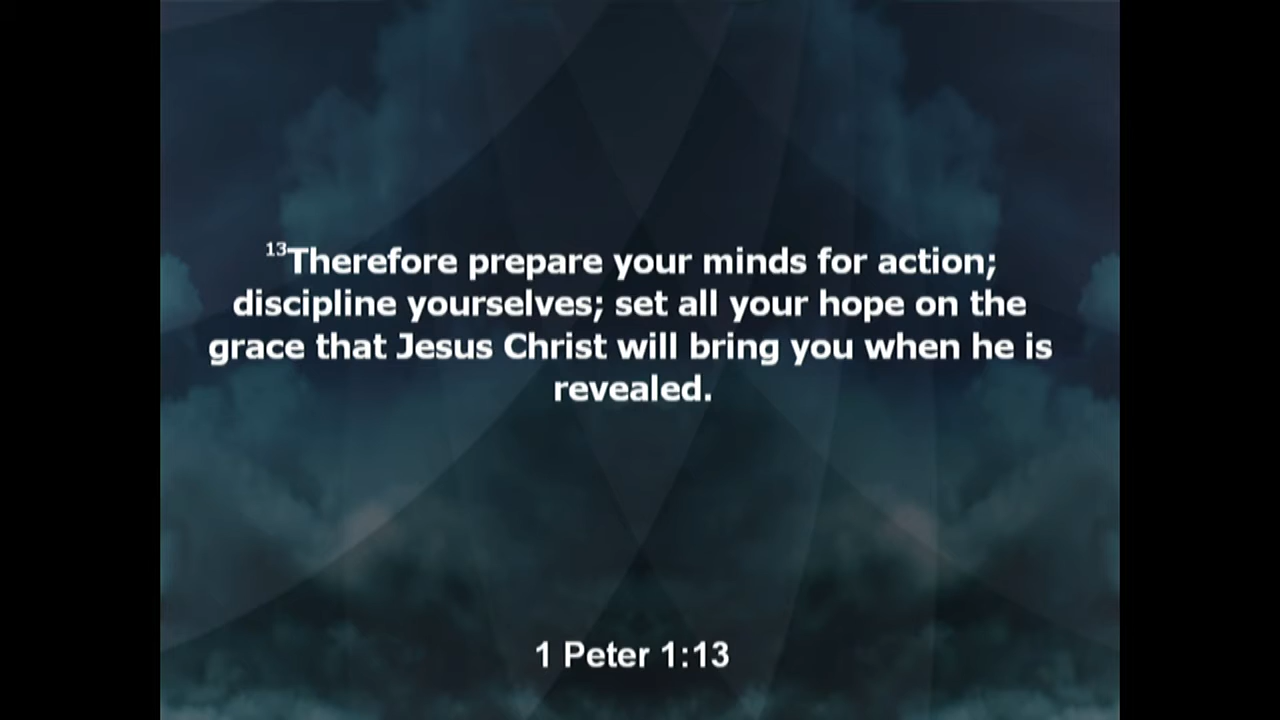 ¹³Therefore prepare your minds for action;
discipline yourselves; set all your hope on the
grace that Jesus Christ will bring you when he is
revealed.
1 Peter 1:13